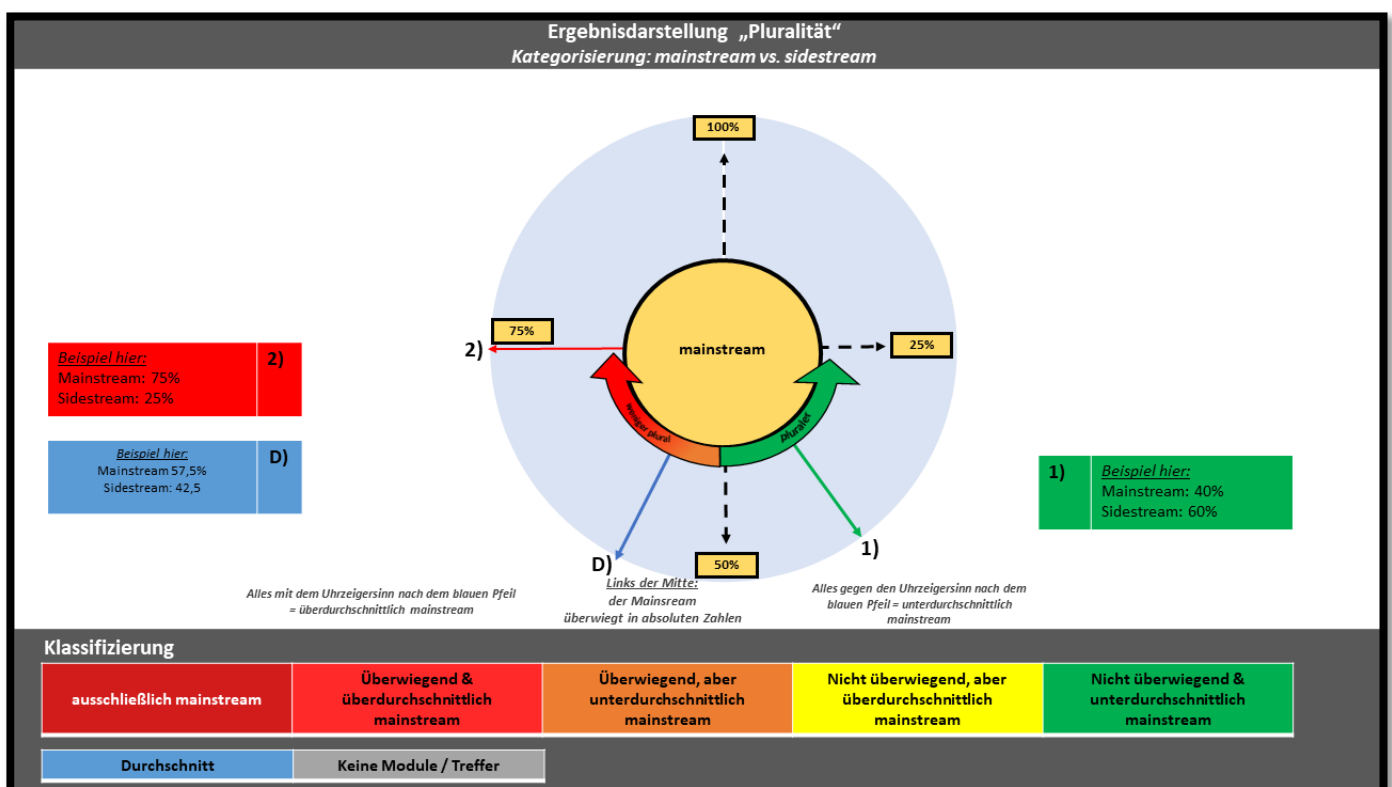 Ergebnisdarstellung „Pluralität“
Kategorisierung: mainstream vs. sidestream
100%
75%
2)
mainstream
25%
weniger plural
pluraler
Beispiel hier:
2)
Mainstream: 75%
Sidestream: 25%
Beispiel hier:
D)
Mainstream 57,5%
Sidestream: 42,5
1)
Beispiel hier:
Mainstream: 40%
Sidestream: 60%
D)
50%
1)
Alles mit dem Uhrzeigersinn nach dem blauen Pfeil
= überdurchschnittlich mainstream
Links der Mitte:
der Mainsream
überwiegt in absoluten Zahlen
Alles gegen den Uhrzeigersinn nach dem
blauen Pfeil = unterdurchschnittlich
mainstream
Klassifizierung
ausschließlich mainstream
Überwiegend &
überdurchschnittlich
mainstream
Überwiegend, aber
unterdurchschnittlich
mainstream
Nicht überwiegend, aber
überdurchschnittlich
mainstream
Nicht überwiegend &
unterdurchschnittlich
mainstream
Durchschnitt
Keine Module / Treffer